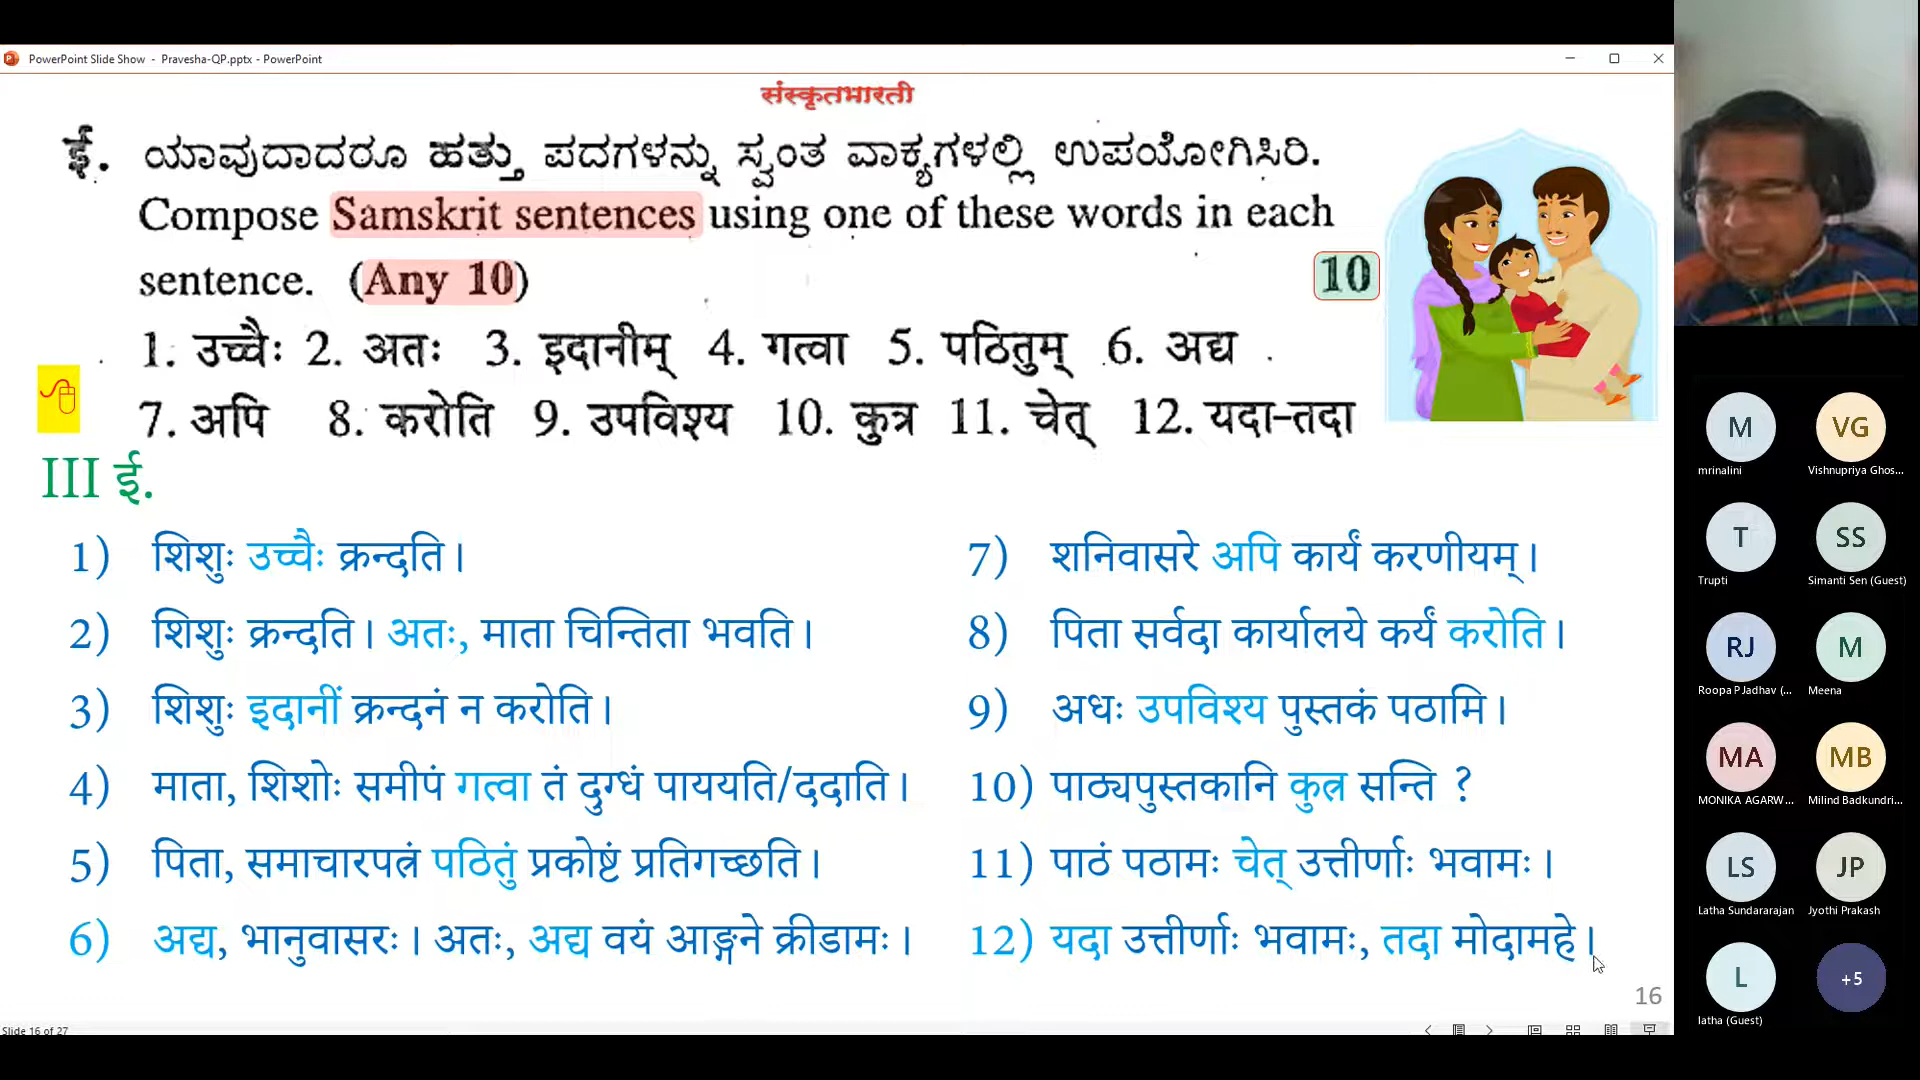 PowerPoint Slide Show - Pravesha-QP.pptx - PowerPoint
संस्कृतभारती
ई. ಯಾವುದಾದರೂ ಹತ್ತು ಪದಗಳನ್ನು ಸ್ವಂತ ವಾಕ್ಯಗಳಲ್ಲಿ ಉಪಯೋಗಿಸಿರಿ.
Compose Samskrit sentences using one of these words in each
sentence. (Any 10) 10
1. उच्चैः 2. अतः 3. इदानीम् 4. गत्वा 5. पठितुम् 6. अद्य
7. अपि 8. करोति 9. उपविश्य 10. कुत्र 11. चेत् 12. यदा-तदा
III ई.
1) शिशुः उच्चैः क्रन्दति।
2) शिशुः क्रन्दति। अतः, माता चिन्तिता भवति।
3) शिशुः इदानीं क्रन्दनं न करोति।
4) माता, शिशोः समीपं गत्वा तं दुग्धं पाययति/ददाति।
5) पिता, समाचारपत्रं पठितुं प्रकोष्टं प्रतिगच्छति।
6) अद्य, भानुवासरः। अतः, अद्य वयं आङ्गने क्रीडामः।
7) शनिवासरे अपि कार्यं करणीयम्।
8) पिता सर्वदा कार्यालये कर्यं करोति।
9) अधः उपविश्य पुस्तकं पठामि।
10) पाठ्यपुस्तकानि कुत्र सन्ति ?
11) पाठं पठामः चेत् उत्तीर्णाः भवामः।
12) यदा उत्तीर्णाः भवामः, तदा मोदामहे।
16
Slide 16 of 27
M VG
mrinalini Vishnupriya Ghos...
T SS
Trupti Simanti Sen (Guest)
RJ M
Roopa P Jadhav (... Meena
MA MB
MONIKA AGARW... Milind Badkundri...
LS JP
Latha Sundararajan Jyothi Prakash
L +5
latha (Guest)